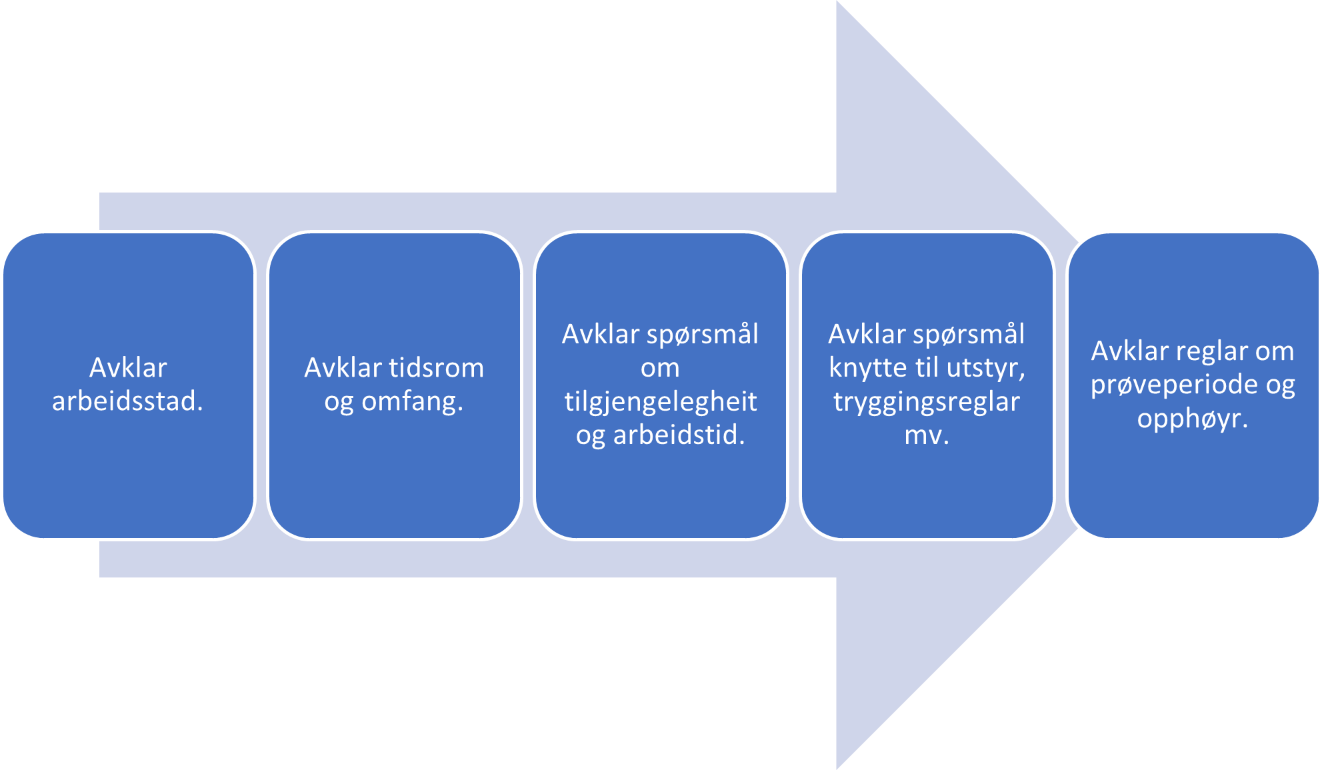 Avklar
arbeidsstad.
Avklar tidsrom
og omfang.
Avklar spørsmål
om
tilgjengelegheit
og arbeidstid.
Avklar spørsmål
knytte til utstyr,
tryggingsreglar
mv.
Avklar reglar om
prøveperiode og
opphøyr.